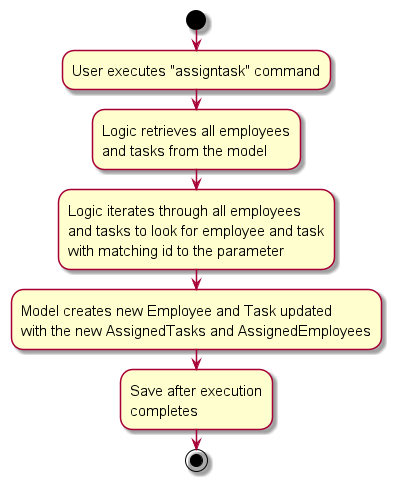 User executes "assigntask" command
Logic retrieves all employees
and tasks from the model
Logic iterates through all employees
and tasks to look for employee and task
with matching id to the parameter
Model creates new Employee and Task updated
with the new AssignedTasks and AssignedEmployees
Save after execution
completes